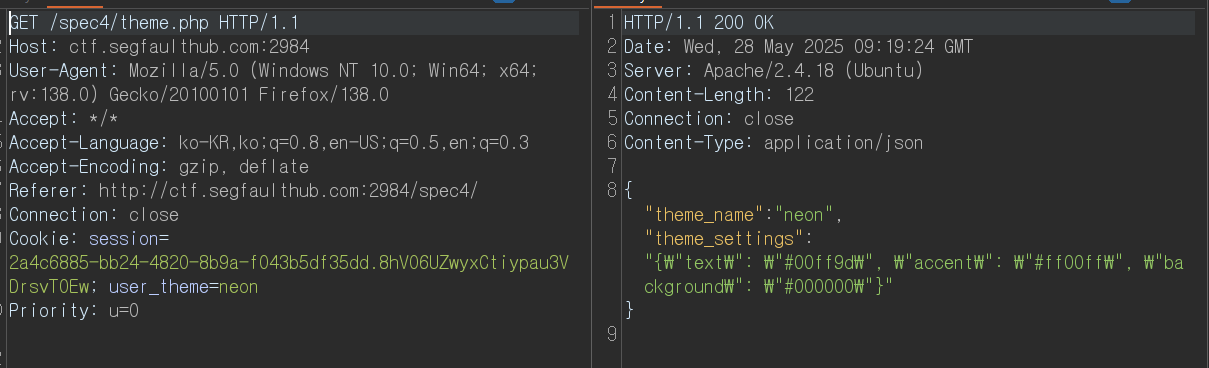 GET /spec4/theme.php HTTP/1.1
Host: ctf.segfaulthub.com:2984
User-Agent: Mozilla/5.0 (Windows NT 10.0; Win64; x64;
rv:138.0) Gecko/20100101 Firefox/138.0
Accept: */*
Accept-Language: ko-KR,ko;q=0.8,en-US;q=0.5,en;q=0.3
Accept-Encoding: gzip, deflate
Referer: http://ctf.segfaulthub.com:2984/spec4/
Connection: close
Cookie: session=
2a4c6885-bb24-4820-8b9a-f043b5df35dd.8hV06UZwyxCtiypau3V
DrsvT0Ew; user_theme=neon
Priority: u=0
1 HTTP/1.1 200 OK
2 Date: Wed, 28 May 2025 09:19:24 GMT
3 Server: Apache/2.4.18 (Ubuntu)
4 Content-Length: 122
5 Connection: close
6 Content-Type: application/json
7
8 {
"theme_name":"neon",
"theme_settings":
"{₩"text₩": ₩"#00ff9d₩", ₩"accent₩": ₩"#ff00ff₩", ₩"ba
ckground₩": ₩"#000000₩"}"
}
9